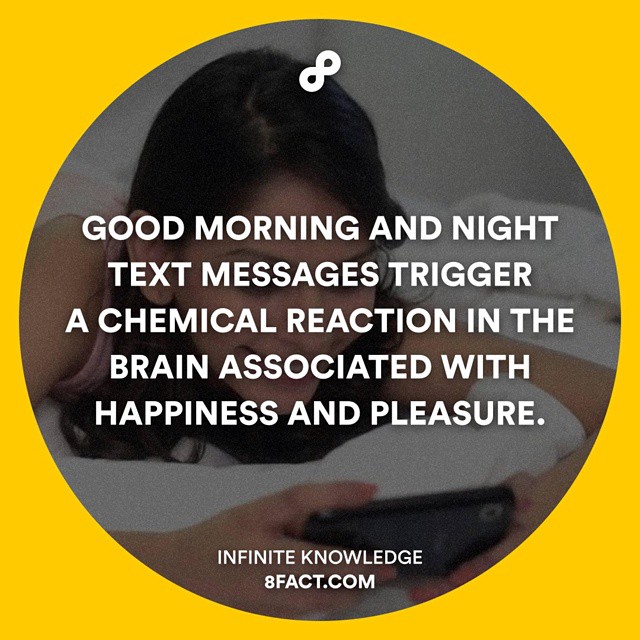 GOOD MORNING AND NIGHT
TEXT MESSAGES TRIGGER
A CHEMICAL REACTION IN THE
BRAIN ASSOCIATED WITH
HAPPINESS AND PLEASURE.
INFINITE KNOWLEDGE
8FACT.COM